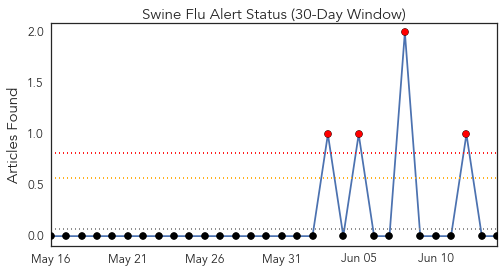 Swine Flu Alert Status (30-Day Window)
Articles Found
2.0
1.5
1.0
0.5
0.0
May 16 May 21 May 26 May 31 Jun 05 Jun 10